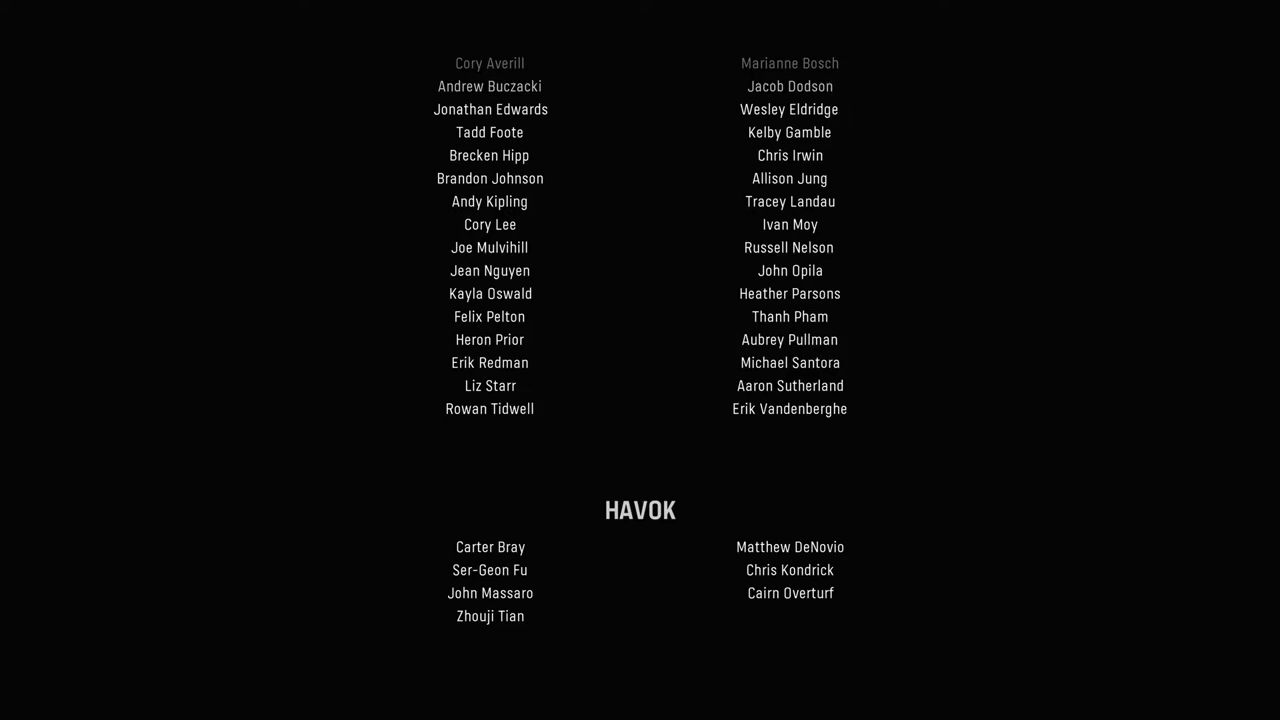 Cory Averill Marianne Bosch
Andrew Buczacki Jacob Dodson
Jonathan Edwards Wesley Eldridge
Tadd Foote Kelby Gamble
Brecken Hipp Chris Irwin
Brandon Johnson Allison Jung
Andy Kipling Tracey Landau
Cory Lee Ivan Moy
Joe Mulvihill Russell Nelson
Jean Nguyen John Opila
Kayla Oswald Heather Parsons
Felix Pelton Thanh Pham
Heron Prior Aubrey Pullman
Erik Redman Michael Santora
Liz Starr Aaron Sutherland
Rowan Tidwell Erik Vandenberghe
HAVOK
Carter Bray Matthew DeNovio
Ser-Geon Fu Chris Kondrick
John Massaro Cairn Overturf
Zhouji Tian